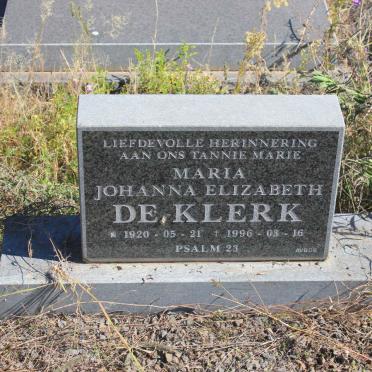 LIEFDEVOLLE HERINNERING
AAN ONS TANNIE MARIE
MARIA
JOHANNA ELIZABETH
DE KLERK
* 1920 - 05 - 21 † 1996 - 03 - 16
PSALM 23